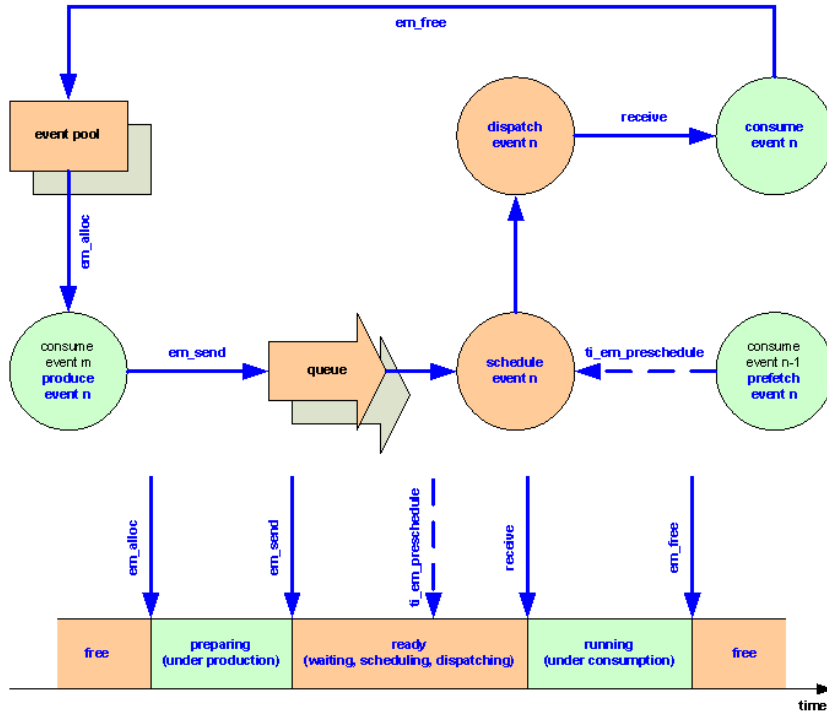 em_free
event pool
dispatch
event n
receive
consume
event n
em_alloc
consume
event m
produce
event n
em_send
queue
schedule
event n
ti_em_preschedule
consume
event n-1
prefetch
event n
em_alloc
em_send
ti_em_preschedule
receive
em_free
free
preparing
(under production)
ready
(waiting, scheduling, dispatching)
running
(under consumption)
free
time